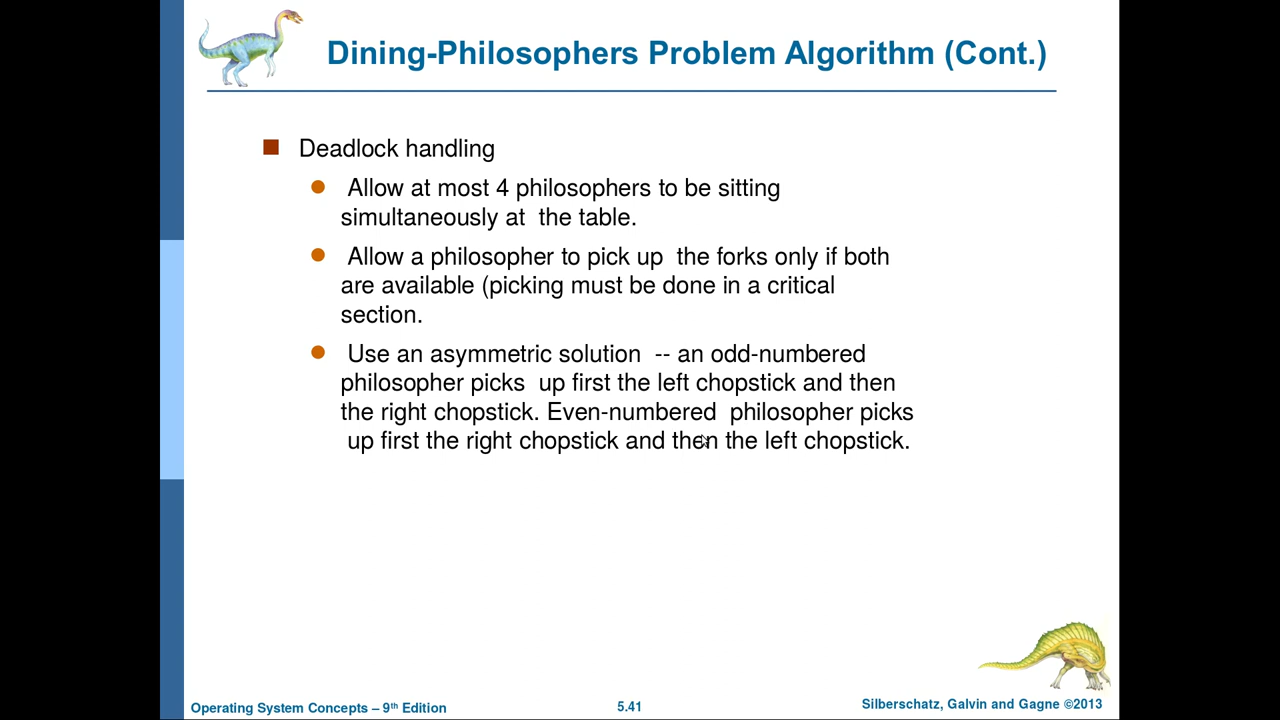 Dining-Philosophers Problem Algorithm (Cont.)
Deadlock handling
Allow at most 4 philosophers to be sitting
simultaneously at the table.
Allow a philosopher to pick up the forks only if both
are available (picking must be done in a critical
section.
Use an asymmetric solution -- an odd-numbered
philosopher picks up first the left chopstick and then
the right chopstick. Even-numbered philosopher picks
up first the right chopstick and then the left chopstick.
Operating System Concepts – 9th Edition
5.41
Silberschatz, Galvin and Gagne ©2013